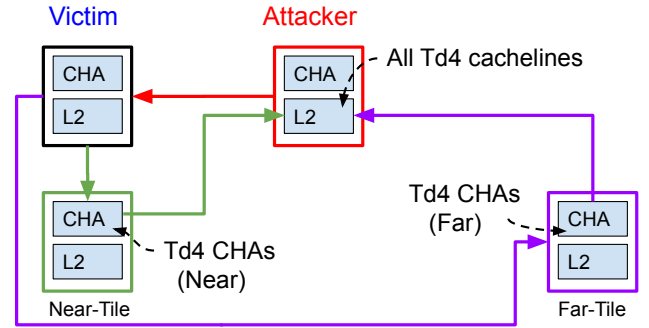 Victim
Attacker
CHA
L2
CHA
L2
All Td4 cachelines
CHA
L2
Td4 CHAs
(Near)
Near-Tile
Td4 CHAs
(Far)
CHA
L2
Far-Tile